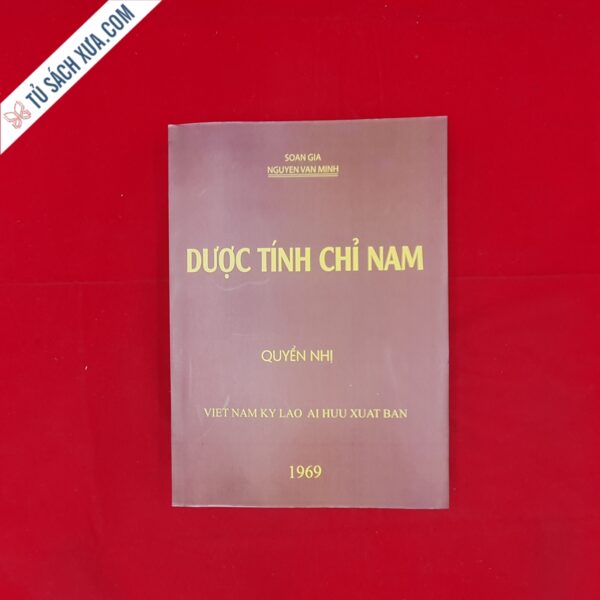 TỦ SÁCH XƯA.COM
SOAN GIA
NGUYEN VAN MINH
DƯỢC TÍNH CHỈ NAM
QUYỂN NHỊ
VIET NAM KY LAO AI HUU XUAT BAN
1969